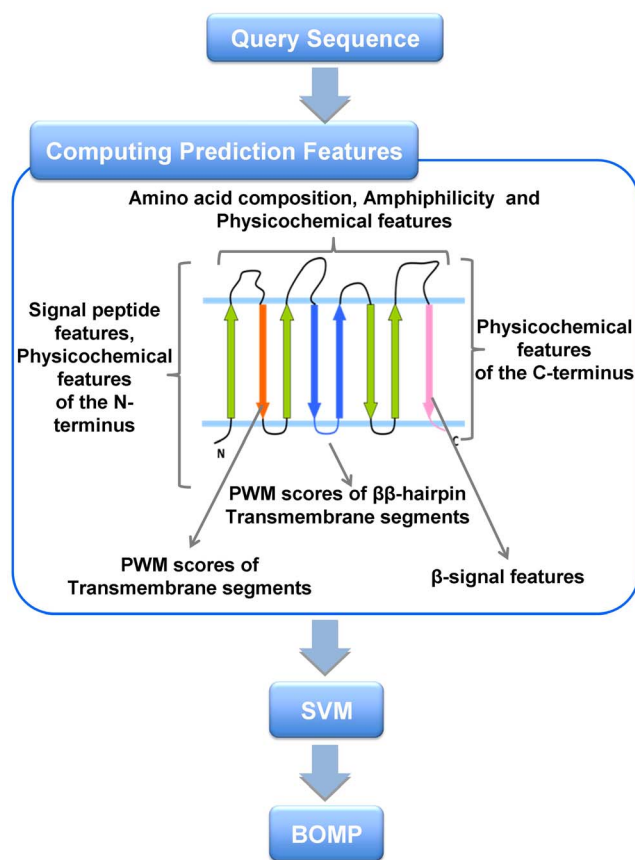 Query Sequence
Computing Prediction Features
Amino acid composition, Amphiphilicity and
Physicochemical features
Signal peptide
features,
Physicochemical
features
of the N-
terminus
Physicochemical
features
of the C-terminus
N
C
PWM scores of ββ-hairpin
Transmembrane segments
PWM scores of
Transmembrane segments
β-signal features
SVM
BOMP